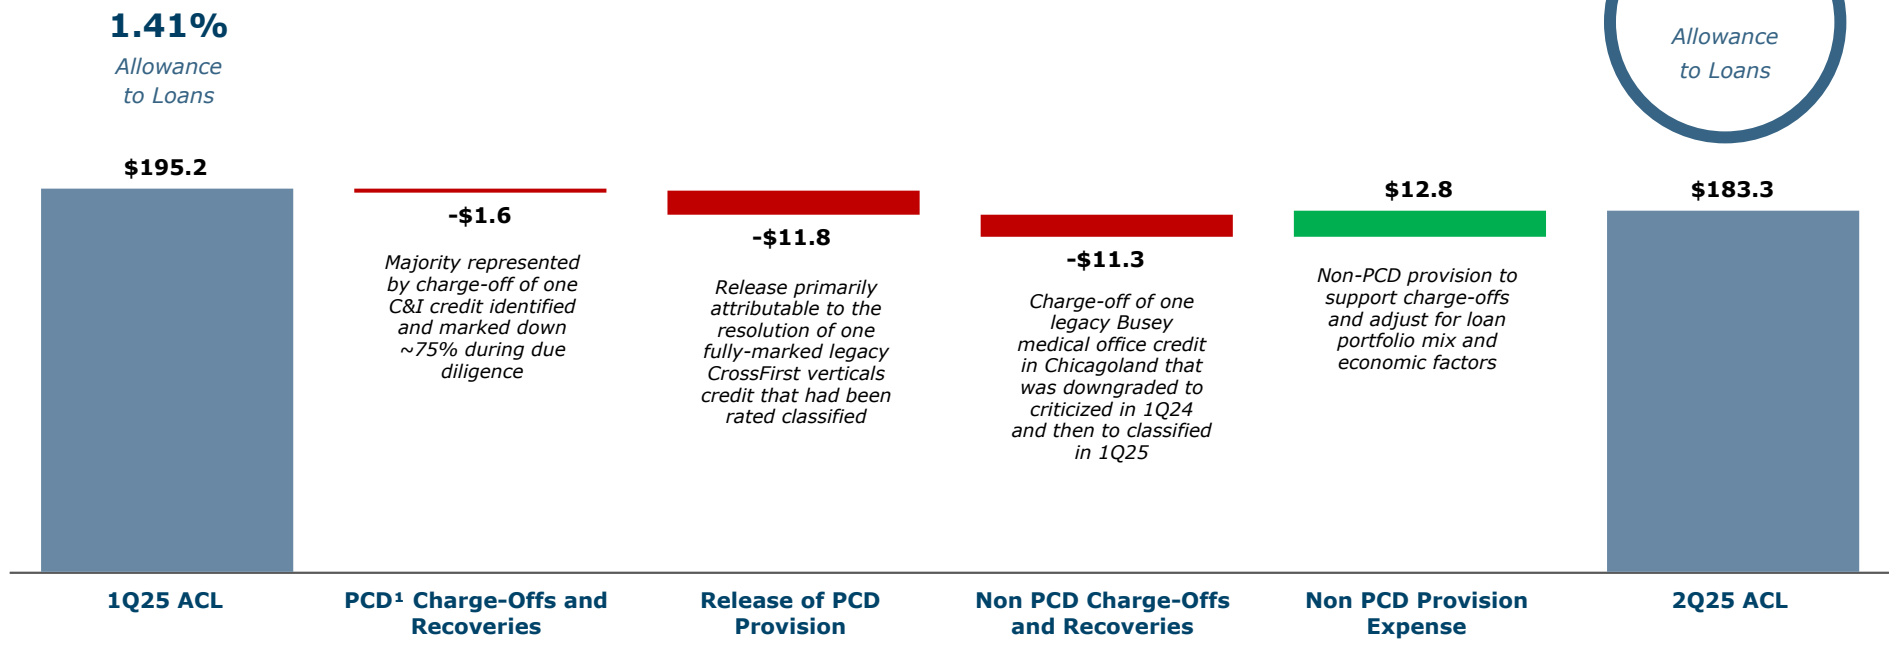 1.41%
Allowance
to Loans
Allowance
to Loans
$195.2
-$1.6
Majority represented
by charge-off of one
C&I credit identified
and marked down
~75% during due
diligence
-$11.8
Release primarily
attributable to the
resolution of one
fully-marked legacy
CrossFirst verticals
credit that had been
rated classified
-$11.3
Charge-off of one
legacy Busey
medical office credit
in Chicagoland that
was downgraded to
criticized in 1Q24
and then to classified
in 1Q25
$12.8
Non-PCD provision to
support charge-offs
and adjust for loan
portfolio mix and
economic factors
$183.3
1Q25 ACL
PCD¹ Charge-Offs and
Recoveries
Release of PCD
Provision
Non PCD Charge-Offs
and Recoveries
Non PCD Provision
Expense
2Q25 ACL